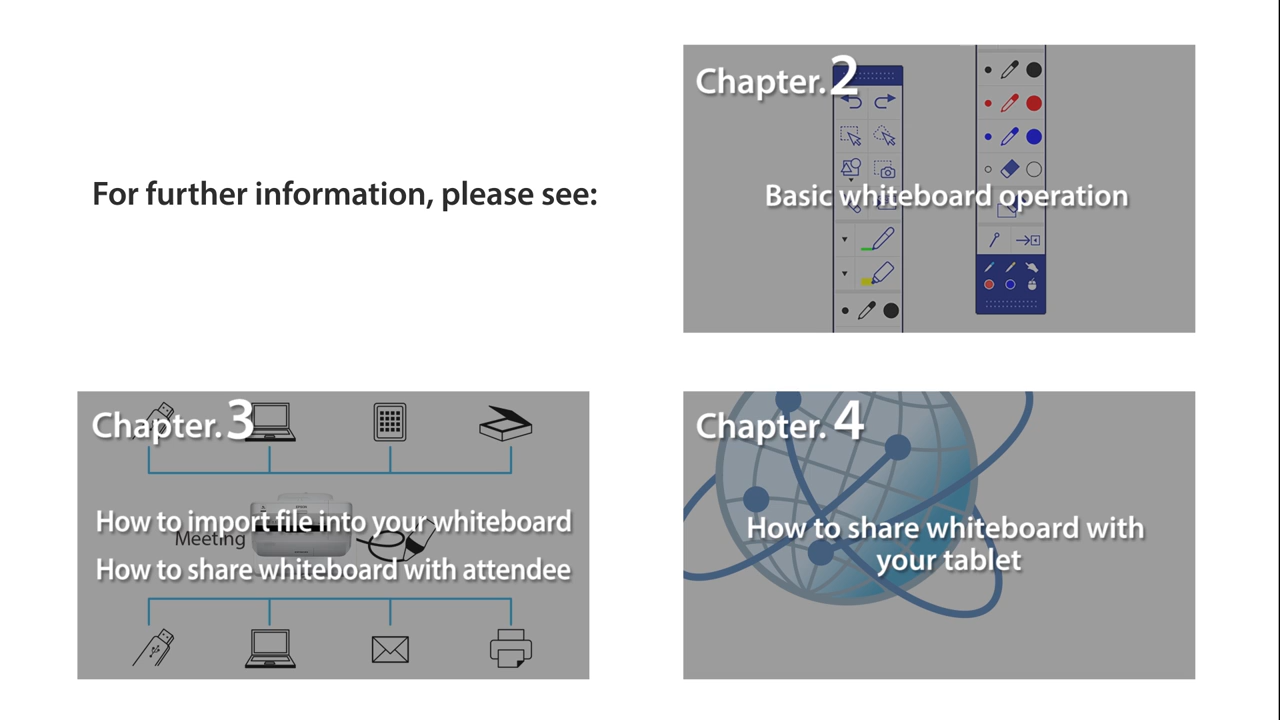 For further information, please see:
Chapter.2
Basic whiteboard operation
Chapter.3
How to import file into your whiteboard
Meeting
How to share whiteboard with attendee
Chapter. 4
How to share whiteboard with
your tablet